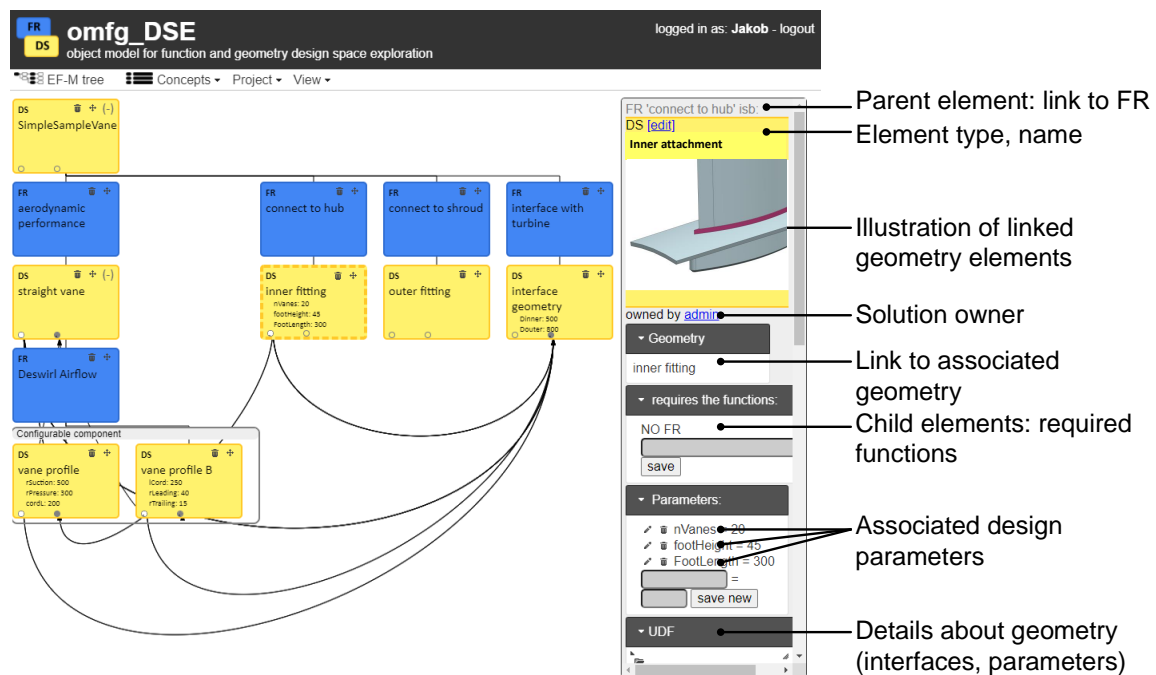 FR
DS
omfg_DSE
object model for function and geometry design space exploration
logged in as: Jakob - logout
EF-M tree
Concepts
Project
View
DS
(-)
SimpleSampleVane
FR
aerodynamic
performance
FR
connect to hub
FR
connect to shroud
FR
interface with
turbine
DS
(-)
straight vane
DS
inner fitting
nVanes: 20
footHeight: 45
FootLength: 300
DS
outer fitting
DS
interface
geometry
Dinner: 500
Douter: 800
FR
Deswirl Airflow
Configurable component
DS
vane profile
rSuction: 500
rPressure: 300
cordL: 200
DS
vane profile B
lCord: 250
rLeading: 40
rTrailing: 15
FR 'connect to hub' isb:
DS [edit]
Inner attachment
owned by admin
Geometry
inner fitting
requires the functions:
NO FR
save
Parameters:
nVanes = 20
footHeight = 45
FootLength = 300
=
save new
UDF
Parent element: link to FR
Element type, name
Illustration of linked
geometry elements
Solution owner
Link to associated
geometry
Child elements: required
functions
Associated design
parameters
Details about geometry
(interfaces, parameters)